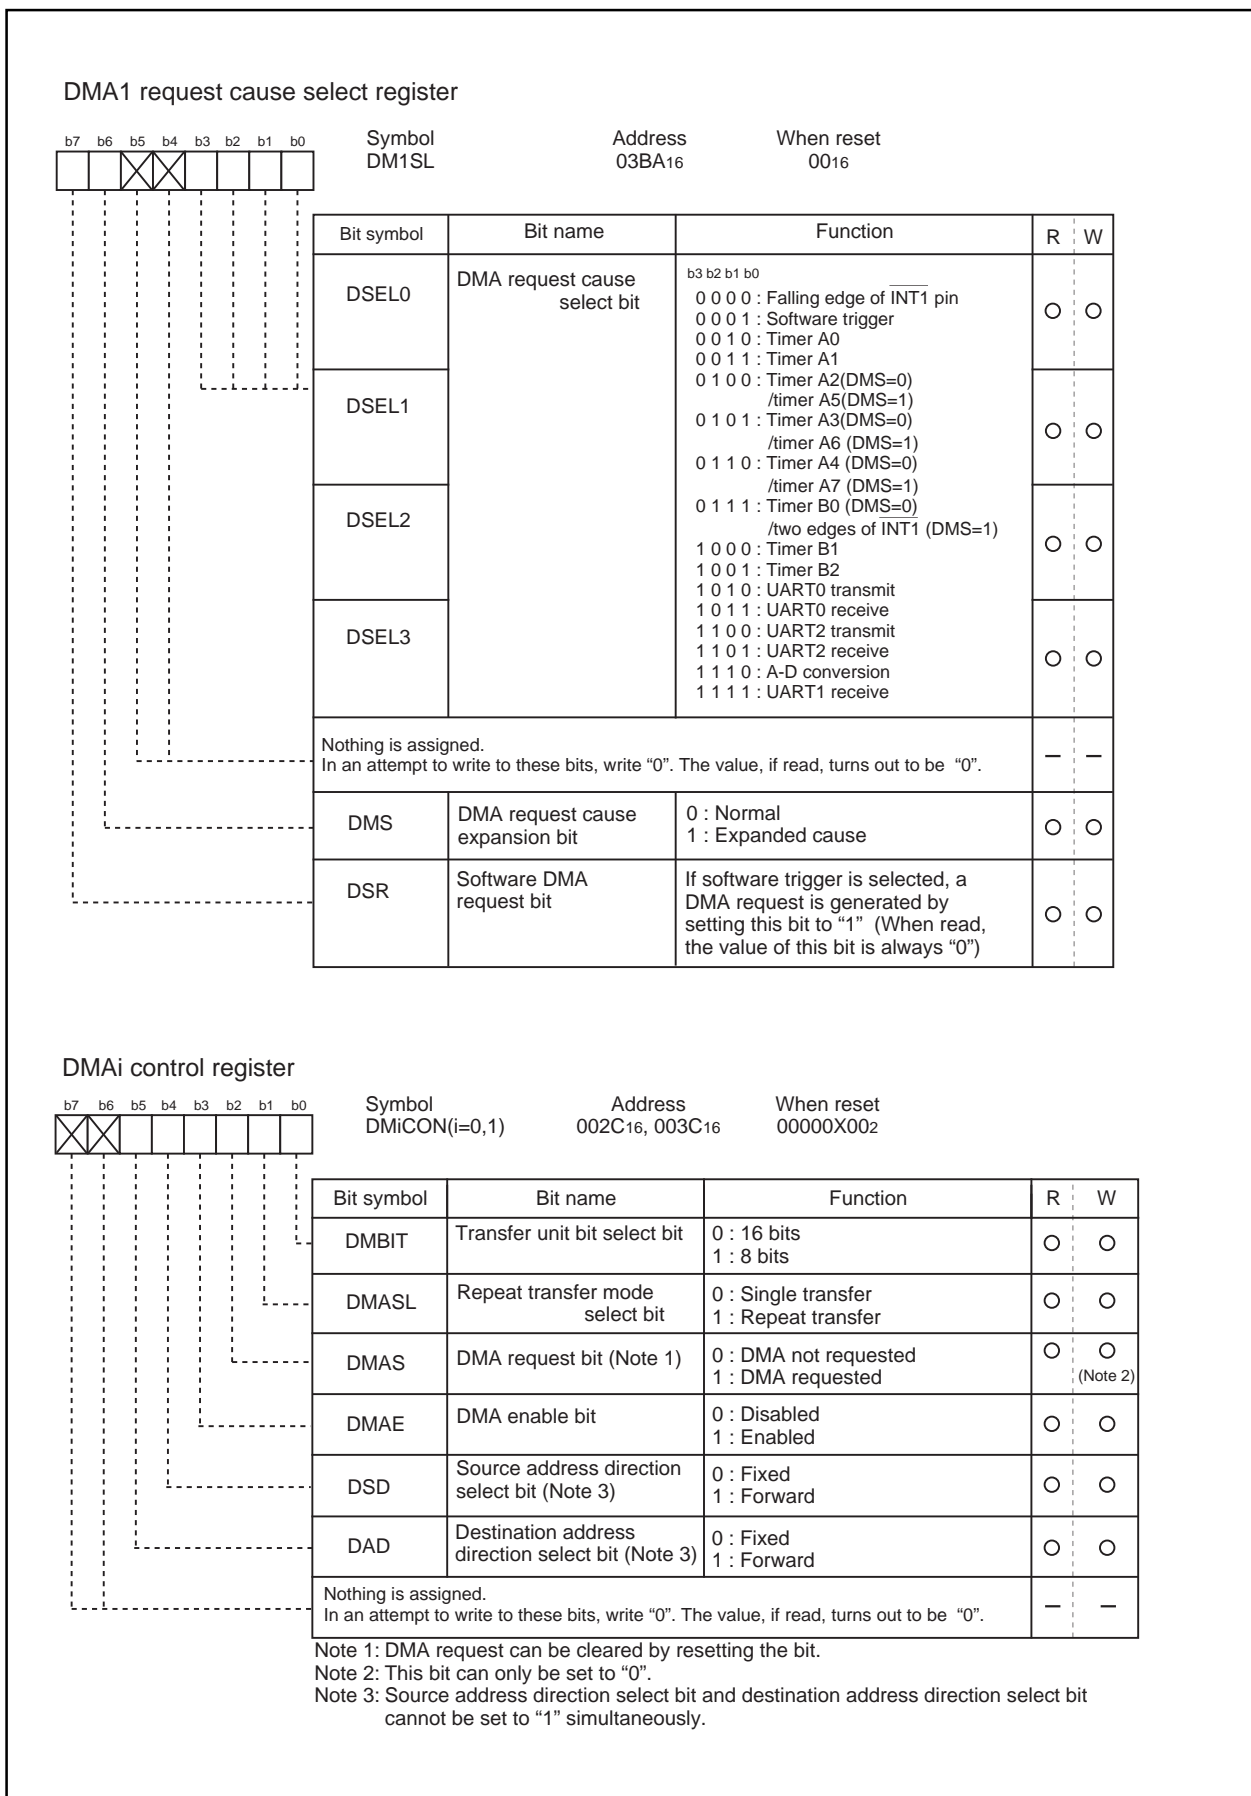 DMA1 request cause select register
b7 b6 b5 b4 b3 b2 b1 b0
Symbol Address When reset
DM1SL 03BA16 0016
Bit symbol Bit name Function R W
DSEL0 DMA request cause select bit
b3 b2 b1 b0
0 0 0 0 : Falling edge of INT1 pin
0 0 0 1 : Software trigger
0 0 1 0 : Timer A0
0 0 1 1 : Timer A1
DSEL1
0 1 0 0 : Timer A2(DMS=0)
/timer A5(DMS=1)
0 1 0 1 : Timer A3(DMS=0)
/timer A6 (DMS=1)
0 1 1 0 : Timer A4 (DMS=0)
/timer A7 (DMS=1)
DSEL2
0 1 1 1 : Timer B0 (DMS=0)
/two edges of INT1 (DMS=1)
1 0 0 0 : Timer B1
1 0 0 1 : Timer B2
1 0 1 0 : UART0 transmit
DSEL3
1 0 1 1 : UART0 receive
1 1 0 0 : UART2 transmit
1 1 0 1 : UART2 receive
1 1 1 0 : A-D conversion
1 1 1 1 : UART1 receive
Nothing is assigned.
In an attempt to write to these bits, write “0”. The value, if read, turns out to be “0”.
DMS DMA request cause 0 : Normal
expansion bit 1 : Expanded cause
DSR Software DMA If software trigger is selected, a
request bit DMA request is generated by
setting this bit to “1” (When read,
the value of this bit is always “0”)
DMAi control register
b7 b6 b5 b4 b3 b2 b1 b0
Symbol Address When reset
DMiCON(i=0,1) 002C16, 003C16 00000X002
Bit symbol Bit name Function R W
DMBIT Transfer unit bit select bit 0 : 16 bits
1 : 8 bits
DMASL Repeat transfer mode 0 : Single transfer
select bit 1 : Repeat transfer
DMAS DMA request bit (Note 1) 0 : DMA not requested
1 : DMA requested (Note 2)
DMAE DMA enable bit 0 : Disabled
1 : Enabled
DSD Source address direction 0 : Fixed
select bit (Note 3) 1 : Forward
DAD Destination address 0 : Fixed
direction select bit (Note 3) 1 : Forward
Nothing is assigned.
In an attempt to write to these bits, write “0”. The value, if read, turns out to be “0”.
Note 1: DMA request can be cleared by resetting the bit.
Note 2: This bit can only be set to “0”.
Note 3: Source address direction select bit and destination address direction select bit
cannot be set to “1” simultaneously.